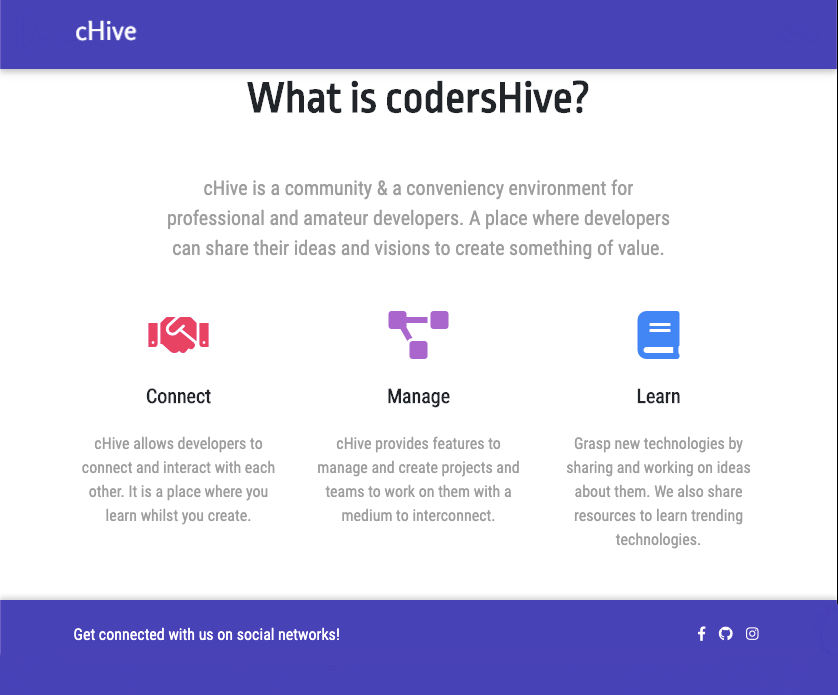 cHive
What is codersHive?
cHive is a community & a conveniency environment for
professional and amateur developers. A place where developers
can share their ideas and visions to create something of value.
Connect
cHive allows developers to
connect and interact with each
other. It is a place where you
learn whilst you create.
Manage
cHive provides features to
manage and create projects and
teams to work on them with a
medium to interconnect.
Learn
Grasp new technologies by
sharing and working on ideas
about them. We also share
resources to learn trending
technologies.
Get connected with us on social networks!